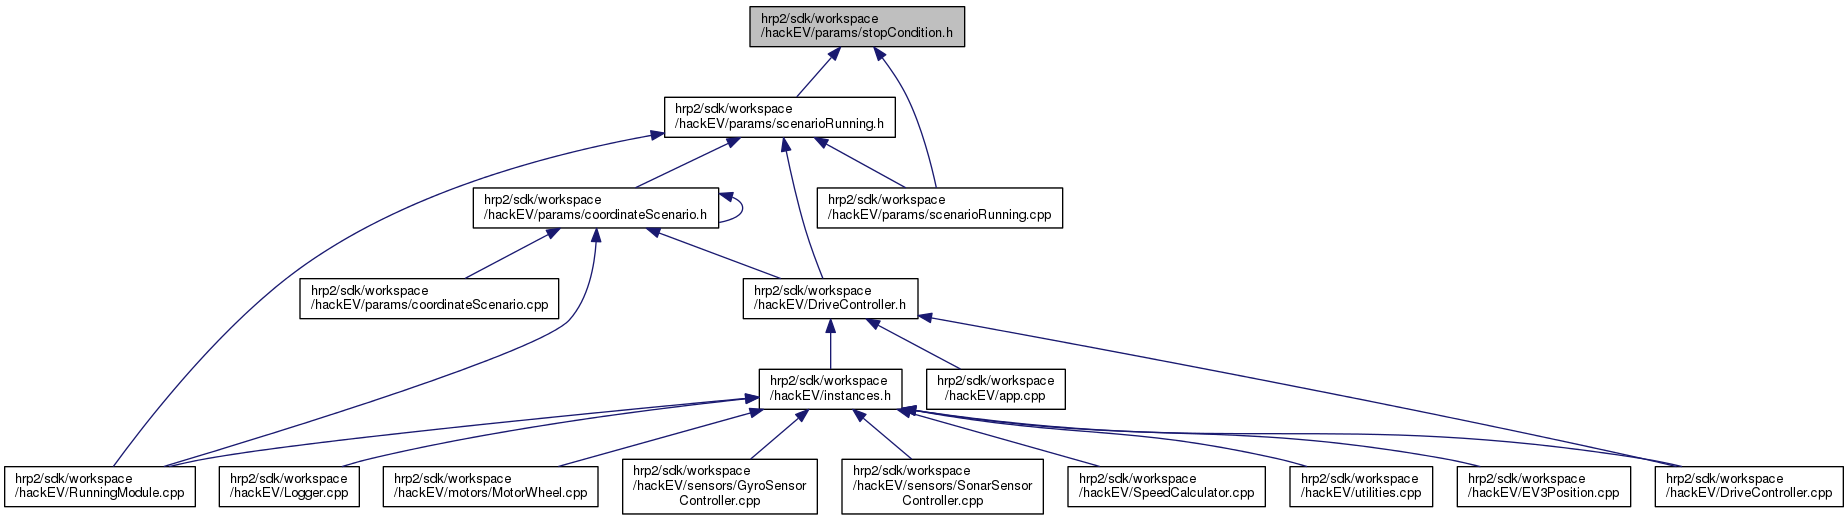 hrp2/sdk/workspace
/hackEV/params/stopCondition.h
hrp2/sdk/workspace
/hackEV/params/scenarioRunning.h
hrp2/sdk/workspace
/hackEV/params/coordinateScenario.h
hrp2/sdk/workspace
/hackEV/params/scenarioRunning.cpp
hrp2/sdk/workspace
/hackEV/params/coordinateScenario.cpp
hrp2/sdk/workspace
/hackEV/DriveController.h
hrp2/sdk/workspace
/hackEV/instances.h
hrp2/sdk/workspace
/hackEV/app.cpp
hrp2/sdk/workspace
/hackEV/RunningModule.cpp
hrp2/sdk/workspace
/hackEV/Logger.cpp
hrp2/sdk/workspace
/hackEV/motors/MotorWheel.cpp
hrp2/sdk/workspace
/hackEV/sensors/GyroSensor
Controller.cpp
hrp2/sdk/workspace
/hackEV/sensors/SonarSensor
Controller.cpp
hrp2/sdk/workspace
/hackEV/SpeedCalculator.cpp
hrp2/sdk/workspace
/hackEV/utilities.cpp
hrp2/sdk/workspace
/hackEV/EV3Position.cpp
hrp2/sdk/workspace
/hackEV/DriveController.cpp